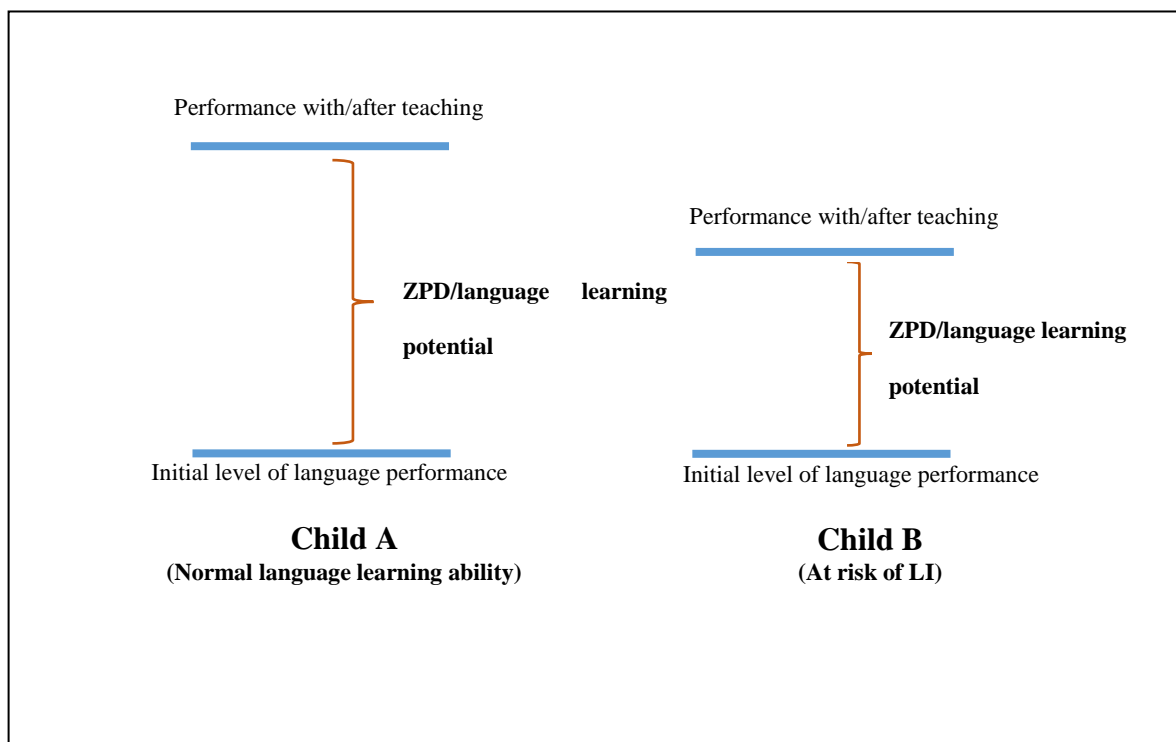 Performance with/after teaching
ZPD/language learning
potential
Initial level of language performance
Child A
(Normal language learning ability)
Performance with/after teaching
ZPD/language learning
potential
Initial level of language performance
Child B
(At risk of LI)